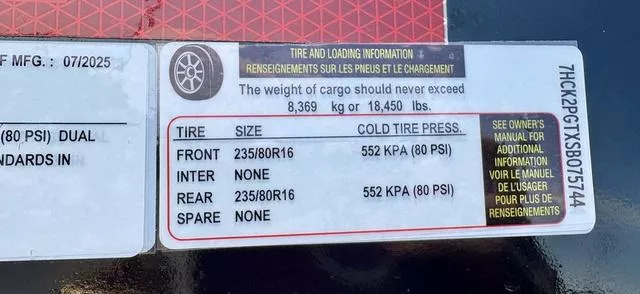 F MFG. : 07/2025
(80 PSI) DUAL
NDARDS IN
TIRE AND LOADING INFORMATION
RENSEIGNEMENTS SUR LES PNEUS ET LE CHARGEMENT
The weight of cargo should never exceed
8,369 kg or 18,450 lbs.
TIRE SIZE COLD TIRE PRESS.
FRONT 235/80R16 552 KPA (80 PSI)
INTER NONE
REAR 235/80R16 552 KPA (80 PSI)
SPARE NONE
SEE OWNER'S
MANUAL FOR
ADDITIONAL
INFORMATION
VOIR LE MANUEL
DE L'USAGER
POUR PLUS DE
RENSEIGNEMENTS
7HCK2PGTXSB075744